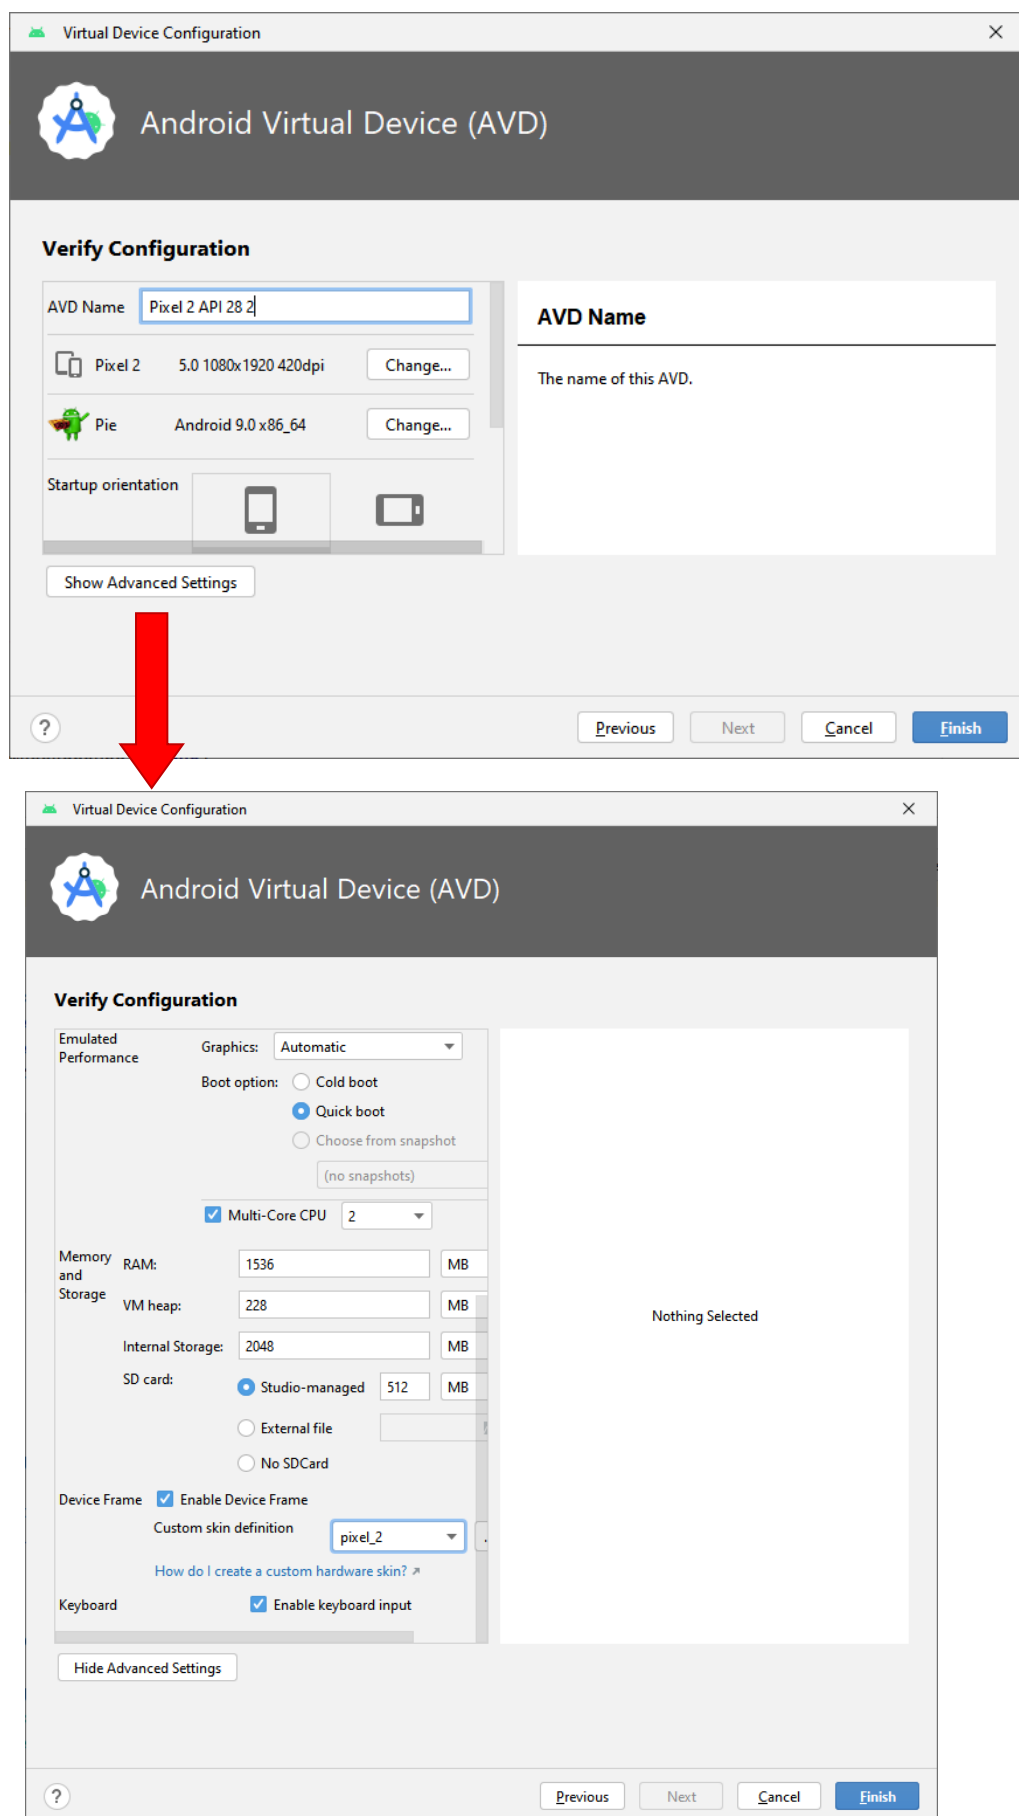 Virtual Device Configuration
Android Virtual Device (AVD)
Verify Configuration
AVD Name Pixel 2 API 28 2
Pixel 2 5.0 1080x1920 420dpi Change...
Pie Android 9.0 x86_64 Change...
Startup orientation
AVD Name
The name of this AVD.
Show Advanced Settings
? Previous Next Cancel Finish
Virtual Device Configuration
Android Virtual Device (AVD)
Verify Configuration
Emulated
Performance
Graphics: Automatic
Boot option: Cold boot
Quick boot
Choose from snapshot
(no snapshots)
Multi-Core CPU 2
Memory
and
Storage
RAM: 1536 MB
VM heap: 228 MB
Internal Storage: 2048 MB
SD card: Studio-managed 512 MB
External file
No SDCard
Device Frame Enable Device Frame
Custom skin definition pixel_2 .
How do I create a custom hardware skin? ↗
Keyboard Enable keyboard input
Nothing Selected
Hide Advanced Settings
? Previous Next Cancel Finish